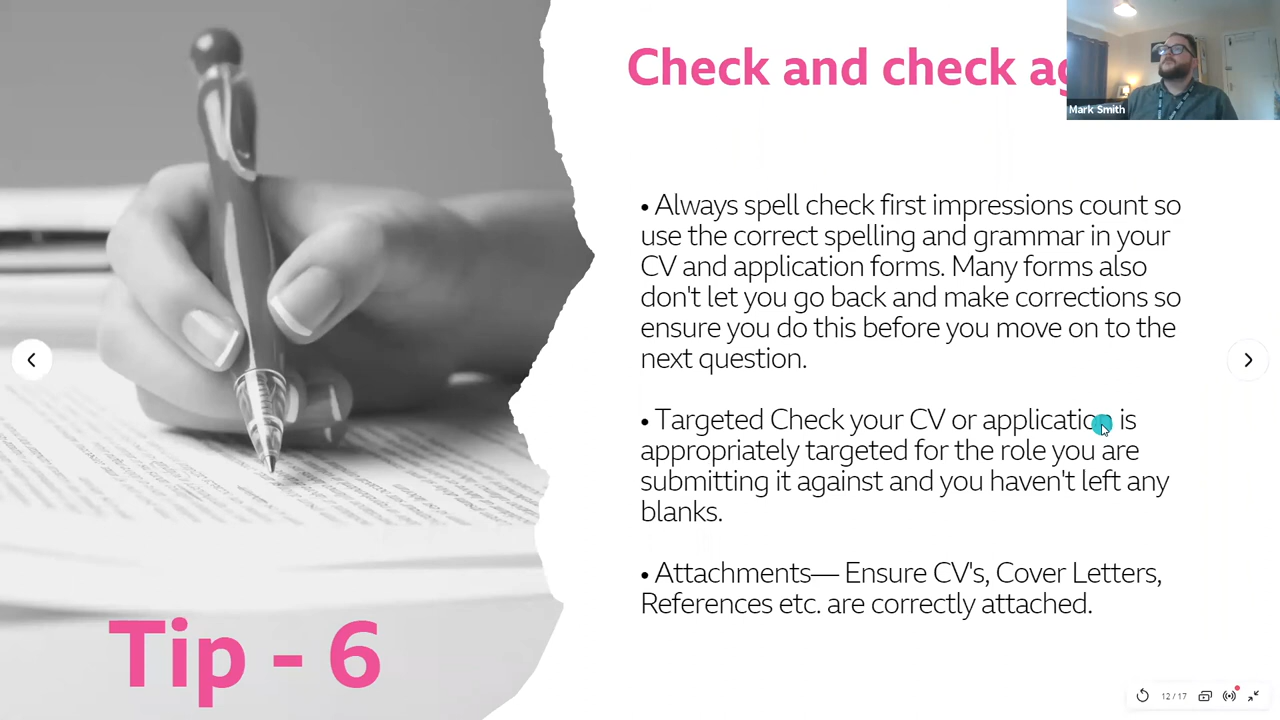 Check and check
Mark Smith
• Always spell check first impressions count so
use the correct spelling and grammar in your
CV and application forms. Many forms also
don't let you go back and make corrections so
ensure you do this before you move on to the
next question.
• Targeted Check your CV or application is
appropriately targeted for the role you are
submitting it against and you haven't left any
blanks.
• Attachments— Ensure CV's, Cover Letters,
References etc. are correctly attached.
Tip - 6
12 / 17